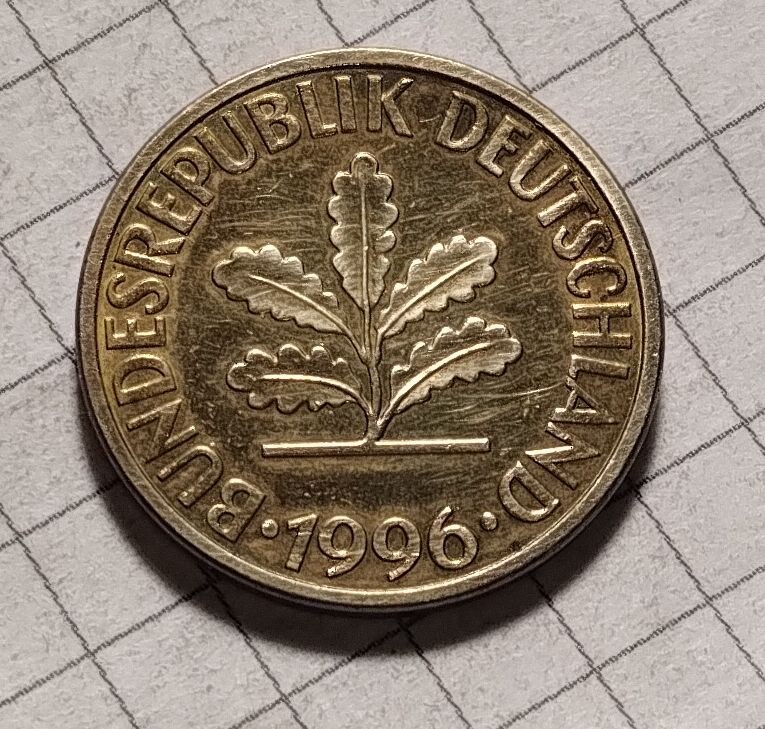 BUNDESREPUBLIK DEUTSCHLAND
· 1996 ·